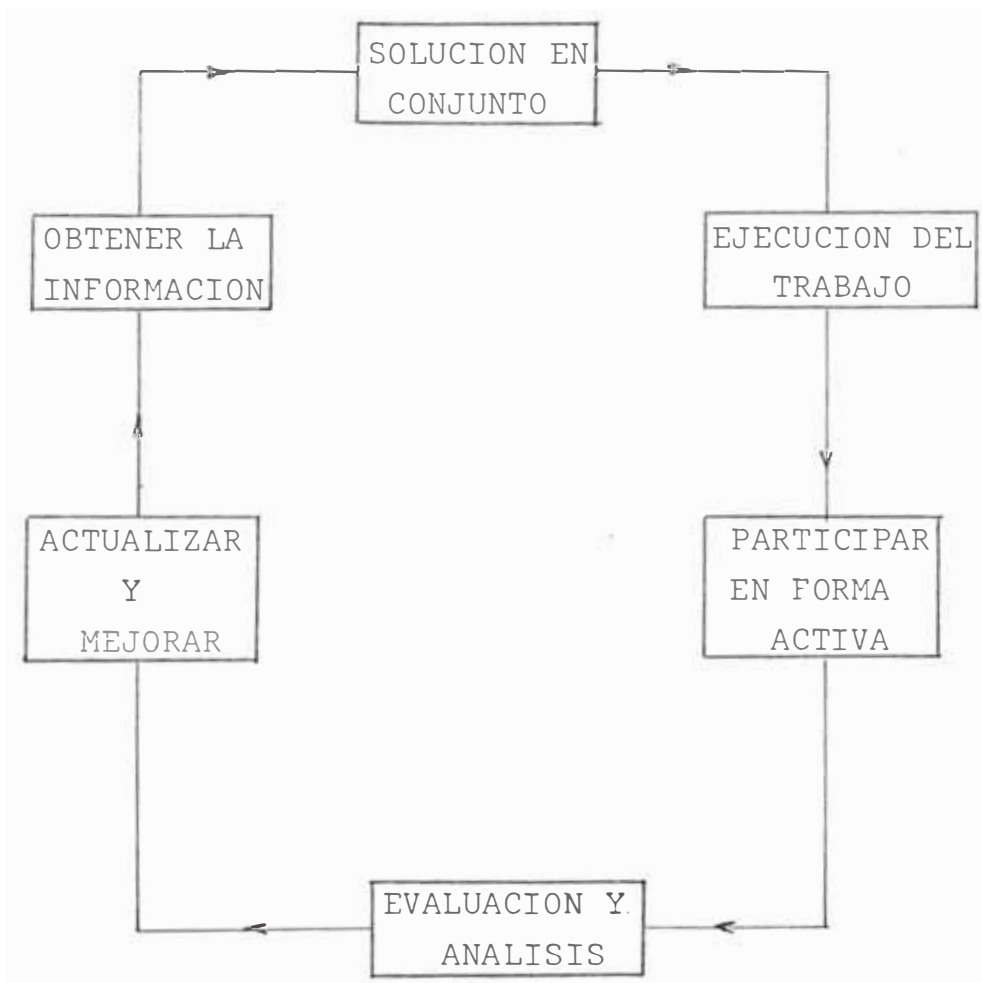 SOLUCION EN
CONJUNTO
OBTENER LA
INFORMACION
EJECUCION DEL
TRABAJO
ACTUALIZAR
Y
MEJORAR
PARTICIPAR
EN FORMA
ACTIVA
EVALUACION Y
ANALISIS